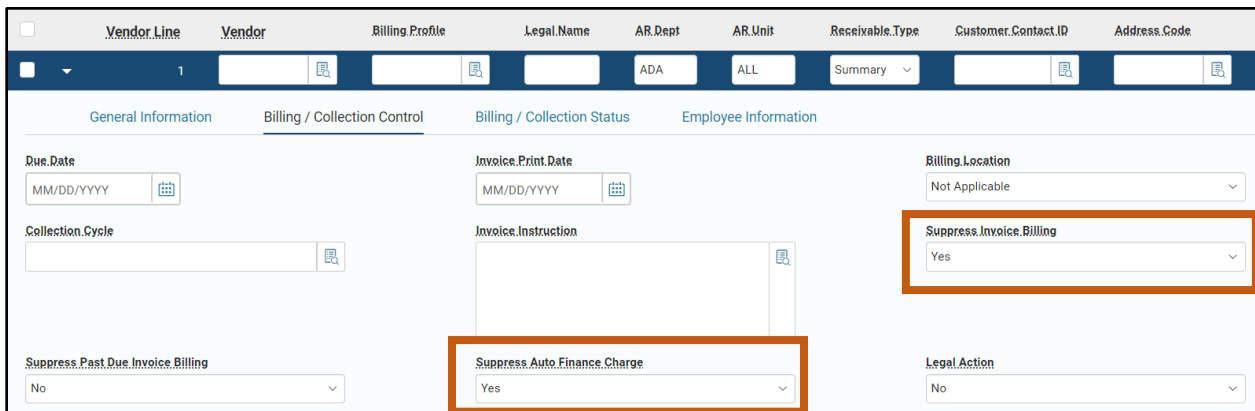 Vendor Line Vendor Billing Profile Legal Name AR Dept AR Unit Receivable Type Customer Contact ID Address Code
1 ADA ALL Summary
General Information Billing / Collection Control Billing / Collection Status Employee Information
Due Date Invoice Print Date Billing Location
MM/DD/YYYY MM/DD/YYYY Not Applicable
Collection Cycle Invoice Instruction Suppress Invoice Billing
Yes
Suppress Past Due Invoice Billing Suppress Auto Finance Charge Legal Action
No Yes No